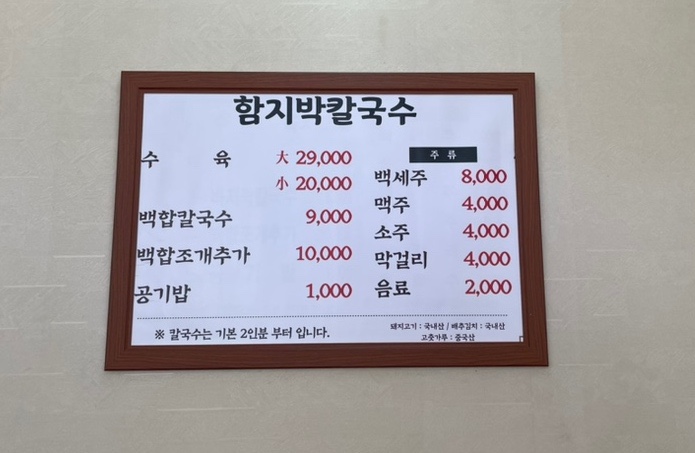 함지박칼국수
수 육 大 29,000
小 20,000
백합칼국수 9,000
백합조개추가 10,000
공기밥 1,000
주 류
백세주 8,000
맥주 4,000
소주 4,000
막걸리 4,000
음료 2,000
※ 칼국수는 기본 2인분 부터 입니다.
돼지고기 : 국내산 / 배추김치 : 국내산
고춧가루 : 중국산